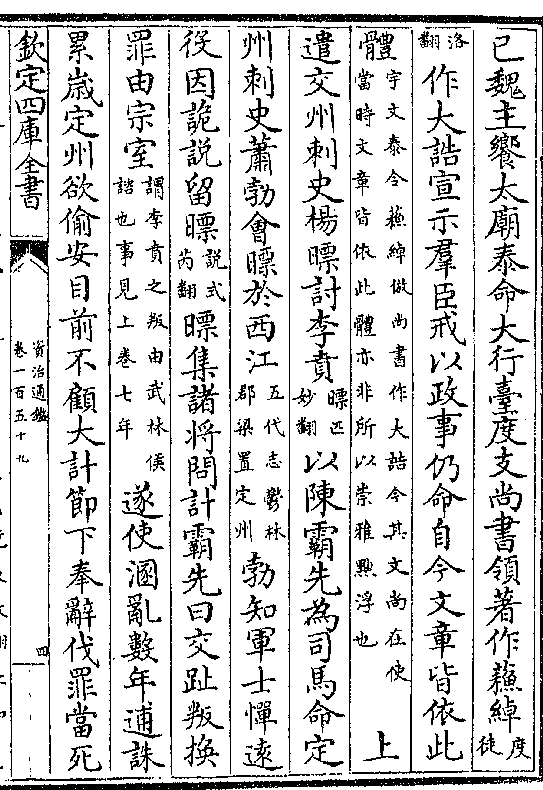 已魏主饗太廟泰命大行臺度支尚書領著作蘇綽度徒
洛翻作大誥宣示羣臣戒以政事仍命自今文章皆依此
體宇文泰令蘇綽倣尚書作大誥今其文尚在使當時文章皆依此體亦非所以崇雅黜浮也上
遣交州刺史楊㬓討李賁㬓匹妙翻以陳霸先為司馬命定
州刺史蕭勃會㬓於西江五代志鬱林郡梁置定州勃知軍士憚遠
役因詭說留㬓說式芮翻㬓集諸將問計霸先曰交趾叛換
罪由宗室謂李賁之叛由武林侯諮也事見上卷七年遂使溷亂數年逋誅
累歳定州欲偷安目前不顧大計節下奉辭伐罪當死
欽定四庫全書
資治通鑑
卷一百五十九
四